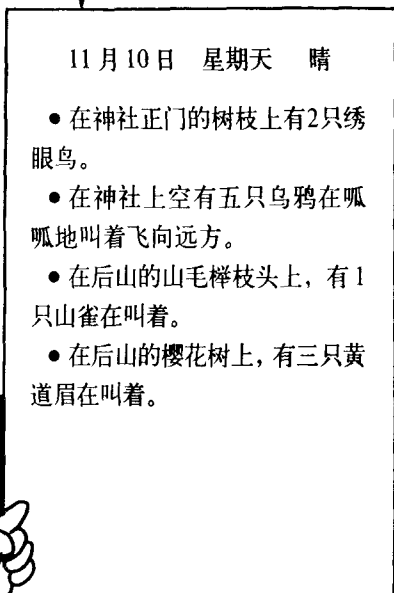 11月10日 星期天 晴
●在神社正门的树枝上有2只绣
眼鸟。
●在神社上空有五只乌鸦在呱
呱地叫着飞向远方。
●在后山的山毛榉枝头上，有1
只山雀在叫着。
●在后山的樱花树上，有三只黄
道眉在叫着。